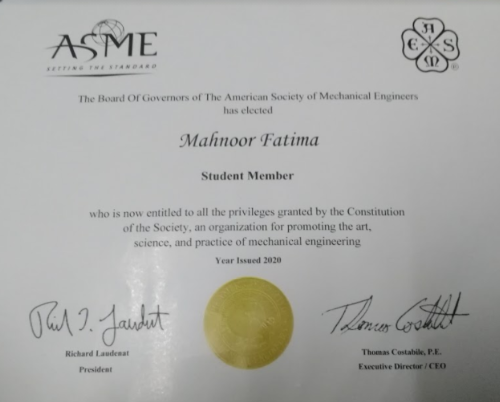 ASME
SETTING THE STANDARD
A
E S
M
The Board Of Governors of The American Society of Mechanical Engineers
has elected
Mahnoor Fatima
Student Member
who is now entitled to all the privileges granted by the Constitution
of the Society, an organization for promoting the art,
science, and practice of mechanical engineering
Year Issued 2020
Richard Laudenat
President
Thomas Costabile
Thomas Costabile, P.E.
Executive Director / CEO